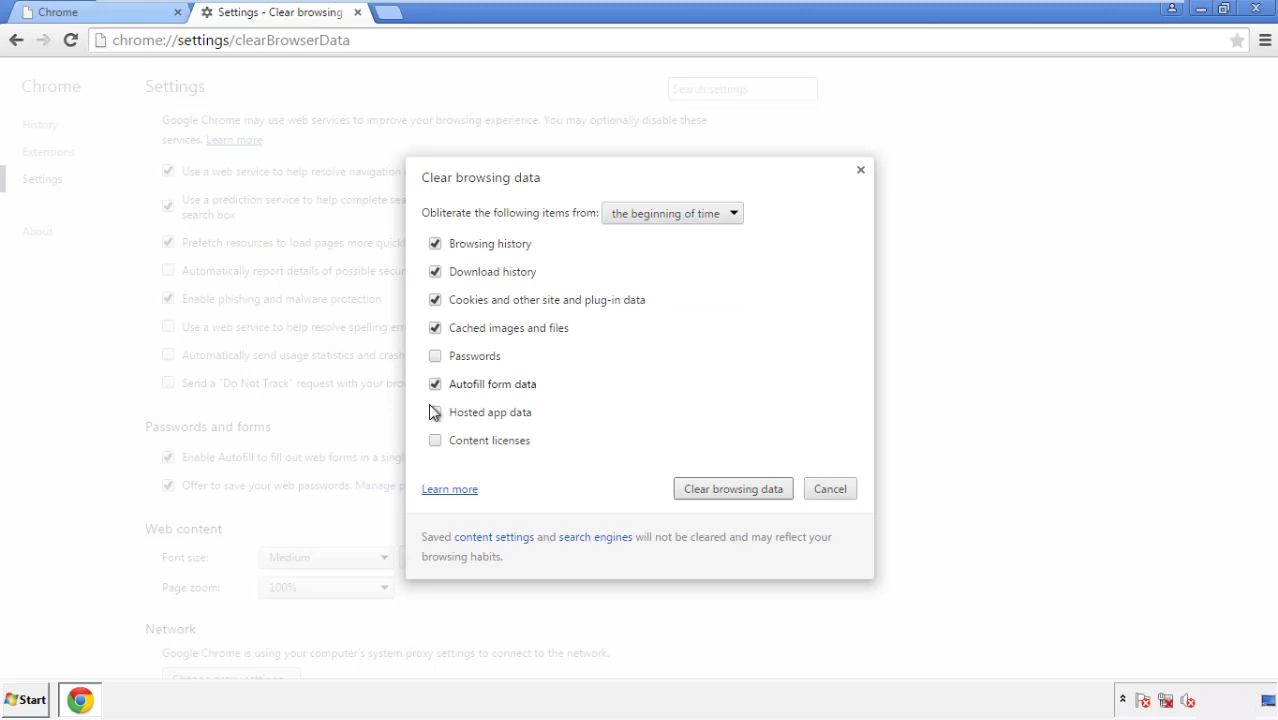 Chrome
Settings - Clear browsing
chrome://settings/clearBrowserData
Chrome
Settings
Search settings
History
Extensions
Settings
About
Google Chrome may use web services to improve your browsing experience. You may optionally disable these
services. Learn more
Use a web service to help resolve navigation
Use a prediction service to help complete
search box
Prefetch resources to load pages more quickly
Automatically report details of possible
Enable phishing and malware protection
Use a web service to help resolve spelling
Automatically send usage statistics and
Send a "Do Not Track" request with your
Passwords and forms
Enable Autofill to fill out web forms in a
Offer to save your web passwords. Manage
Web content
Font size: Medium
Page zoom: 100%
Network
Google Chrome is using your computer's system proxy settings to connect to the network.
Clear browsing data
Obliterate the following items from: the beginning of time
Browsing history
Download history
Cookies and other site and plug-in data
Cached images and files
Passwords
Autofill form data
Hosted app data
Content licenses
Learn more
Clear browsing data
Cancel
Saved content settings and search engines will not be cleared and may reflect your
browsing habits.
Start